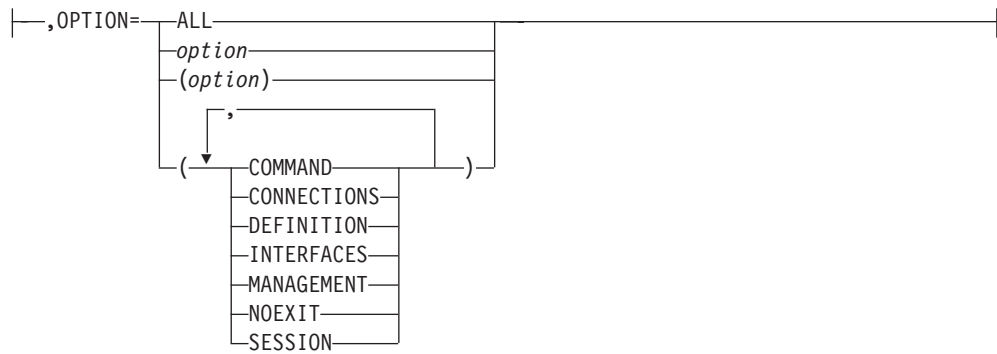 ,OPTION= ALL
option
(option)
,
( COMMAND )
CONNECTIONS
DEFINITION
INTERFACES
MANAGEMENT
NOEXIT
SESSION